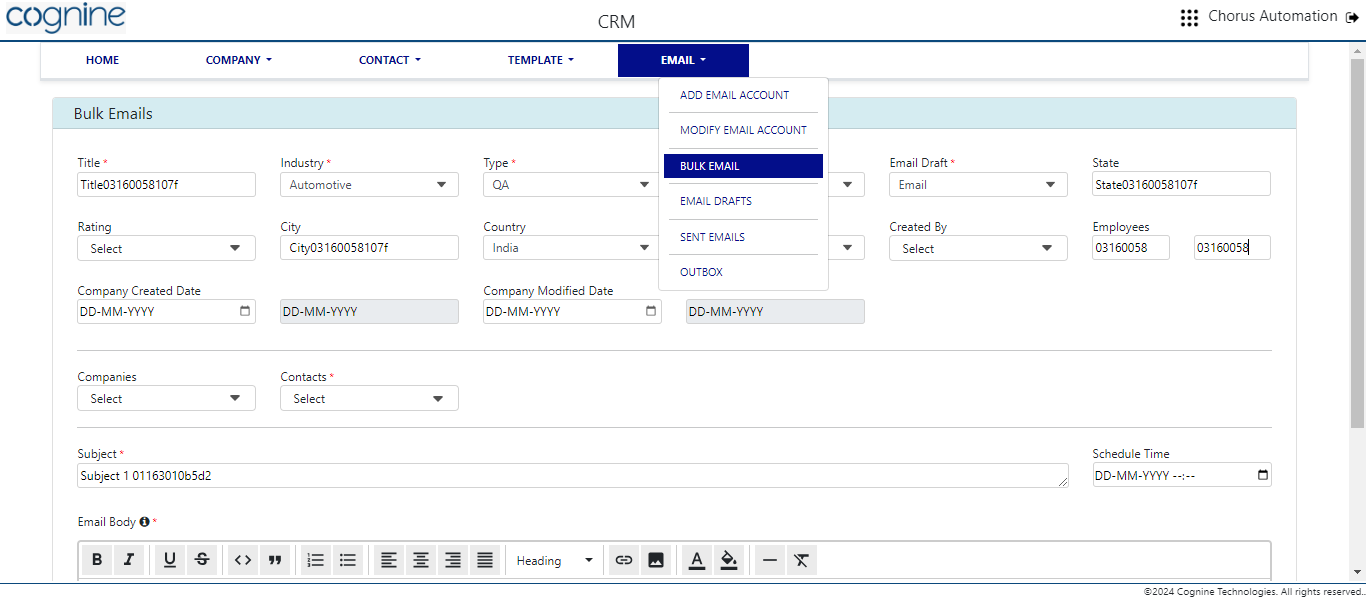 cognine CRM Chorus Automation
HOME COMPANY CONTACT TEMPLATE EMAIL
ADD EMAIL ACCOUNT
MODIFY EMAIL ACCOUNT
BULK EMAIL
EMAIL DRAFTS
SENT EMAILS
OUTBOX
Bulk Emails
Title * Industry * Type * Email Draft * State
Title03160058107f Automotive QA Email State03160058107f
Rating City Country Created By Employees
Select City03160058107f India Select 03160058 03160058
Company Created Date Company Modified Date
DD-MM-YYYY DD-MM-YYYY DD-MM-YYYY DD-MM-YYYY
Companies Contacts *
Select Select
Subject * Schedule Time
Subject 1 01163010b5d2 DD-MM-YYYY --:--
Email Body *
B I U S Heading A
©2024 Cognine Technologies. All rights reserved.